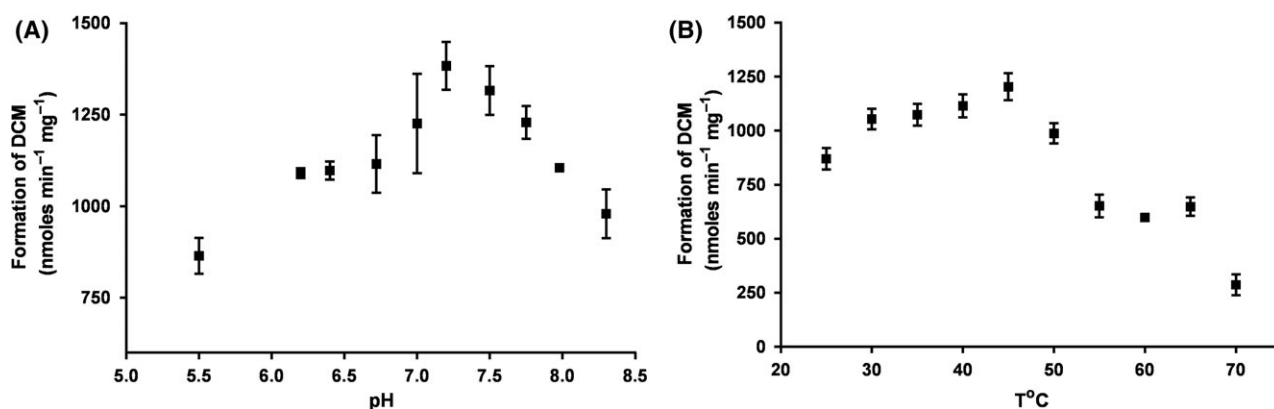 (A)
Formation of DCM
(nmoles min⁻¹ mg⁻¹)
1500
1250
1000
750
5.0 5.5 6.0 6.5 7.0 7.5 8.0 8.5
pH
(B)
Formation of DCM
(nmoles min⁻¹ mg⁻¹)
1500
1250
1000
750
500
250
0
20 30 40 50 60 70
T°C